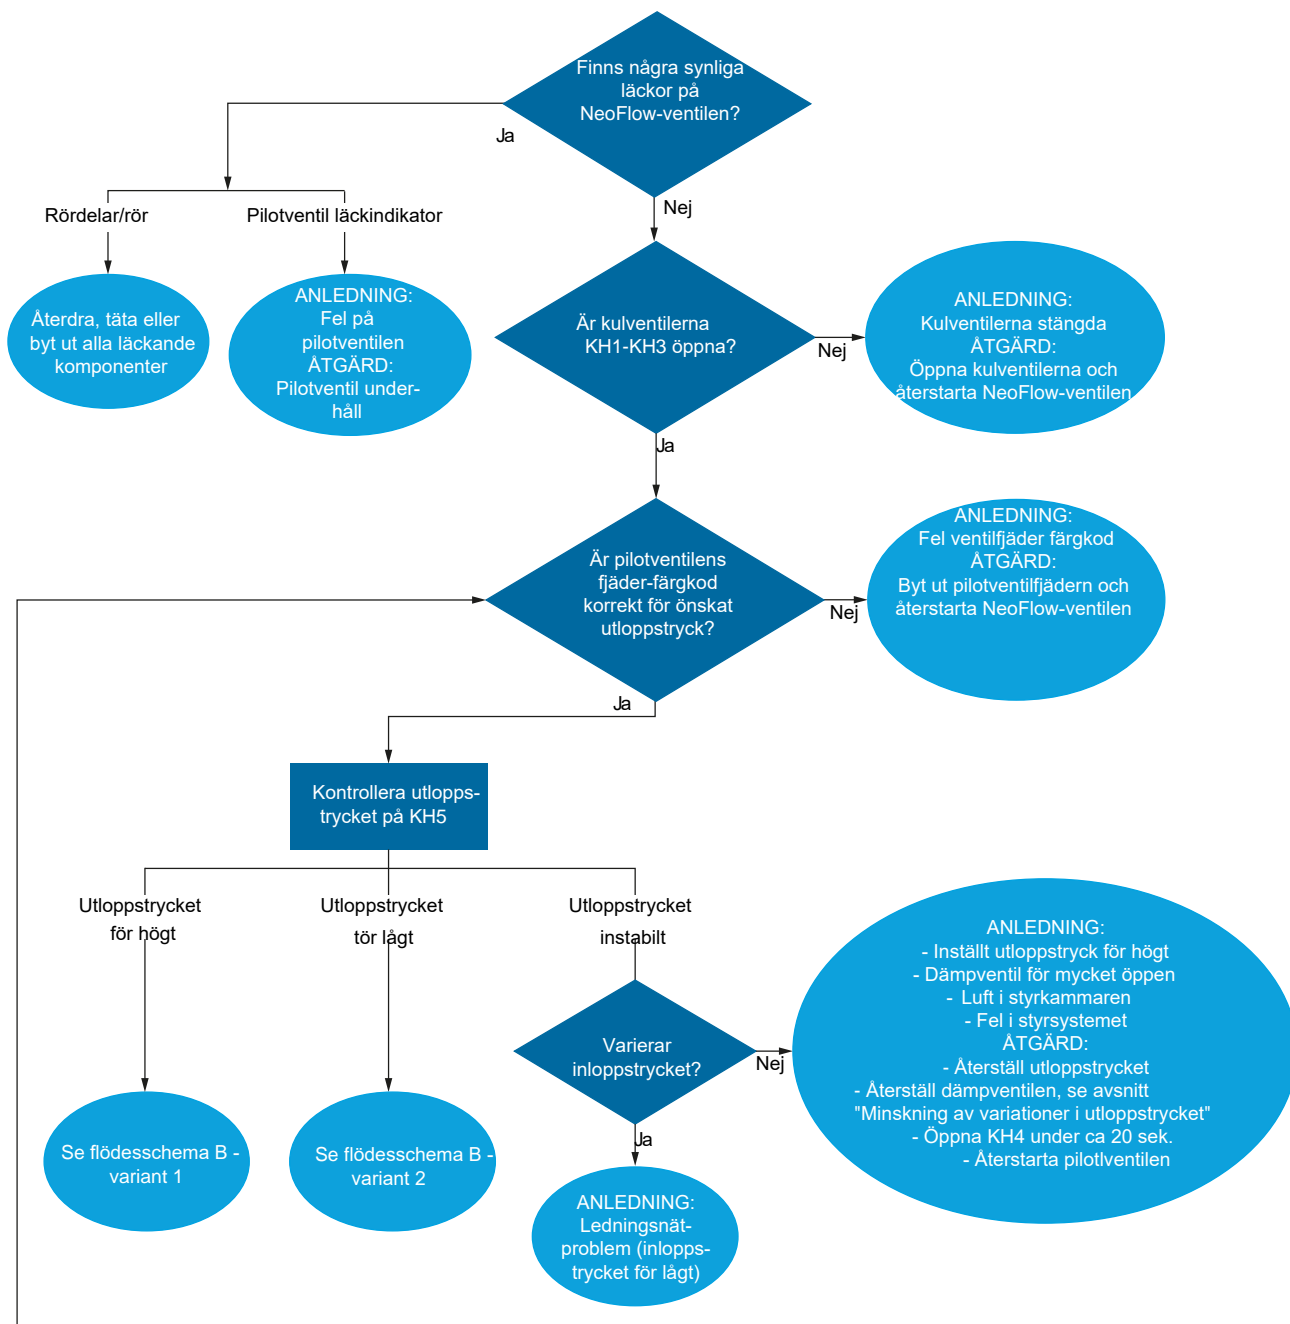 Finns några synliga
läckor på
NeoFlow-ventilen?
Ja
Nej
Rördelar/rör
Pilotventil läckindikator
Återdra, täta eller
byt ut alla läckande
komponenter
ANLEDNING:
Fel på
pilotventilen
ÅTGÄRD:
Pilotventil under-
håll
Är kulventilerna
KH1-KH3 öppna?
Nej
ANLEDNING:
Kulventilerna stängda
ÅTGÄRD:
Öppna kulventilerna och
återstarta NeoFlow-ventilen
Ja
Är pilotventilens
fjäder-färgkod
korrekt för önskat
utloppstryck?
Nej
ANLEDNING:
Fel ventilfjäder färgkod
ÅTGÄRD:
Byt ut pilotventilfjädern och
återstarta NeoFlow-ventilen
Ja
Kontrollera utlopps-
trycket på KH5
Utloppstrycket
för högt
Utloppstrycket
tör lågt
Utloppstrycket
instabilt
Se flödesschema B -
variant 1
Se flödesschema B -
variant 2
Varierar
inloppstrycket?
Nej
Ja
ANLEDNING:
Ledningsnät-
problem (inlopps-
trycket för lågt)
ANLEDNING:
- Inställt utloppstryck för högt
- Dämpventil för mycket öppen
- Luft i styrkammaren
- Fel i styrsystemet
ÅTGÄRD:
- Återställ utloppstrycket
- Återställ dämpventilen, se avsnitt
"Minskning av variationer i utloppstrycket"
- Öppna KH4 under ca 20 sek.
- Återstarta pilotlventilen